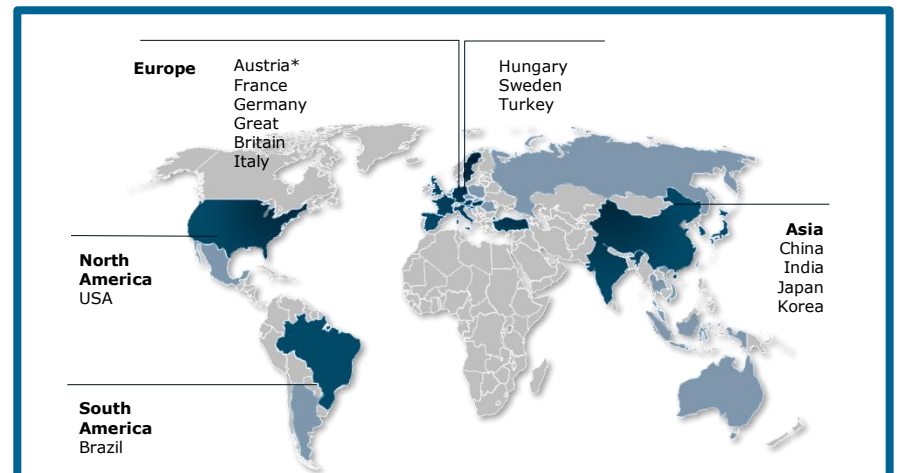 Europe
Austria*
France
Germany
Great
Britain
Italy
Hungary
Sweden
Turkey
North
America
USA
Asia
China
India
Japan
Korea
South
America
Brazil